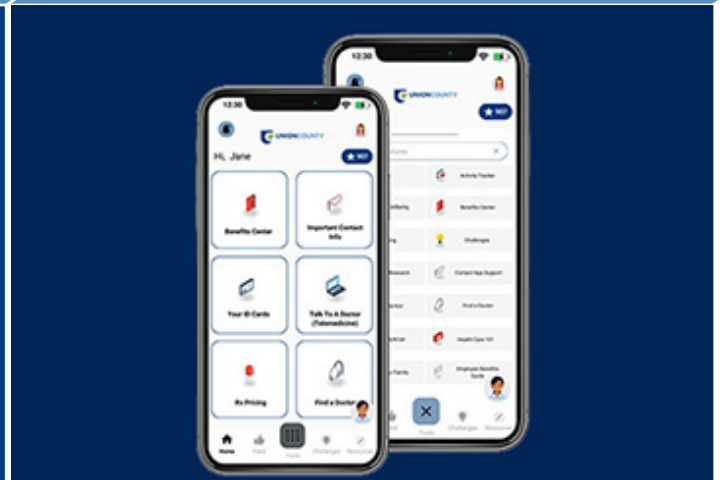 12:30
UNIONCOUNTY
Hi, Jane
907
Benefits Center
Important Contact
Info
Your ID Cards
Talk To A Doctor
(Telemedicine)
Rx Pricing
Find a Doctor
Home
Feed
Tools
Challenges
Resources
12:30
UNIONCOUNTY
907
Activity Tracker
Benefits Center
Challenges
Contact App Support
Find a Doctor
Health Care 101
Employee Benefits
Guide
Tools
Challenges